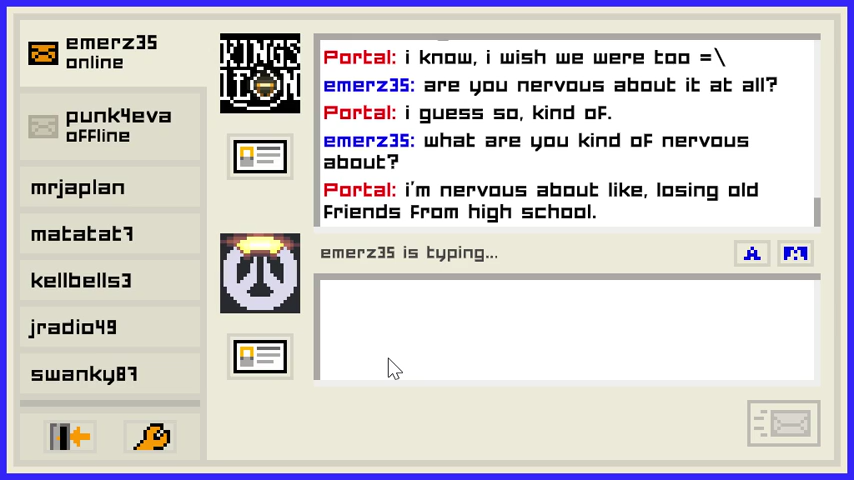 emerz35
online
punk4eva
offline
mrjaplan
matatat7
kellbells3
jradio49
swanky87
KINGS
Portal: i know, i wish we were too =\
emerz35: are you nervous about it at all?
Portal: i guess so, kind of.
emerz35: what are you kind of nervous
about?
Portal: i'm nervous about like, losing old
friends from high school.
emerz35 is typing...
A